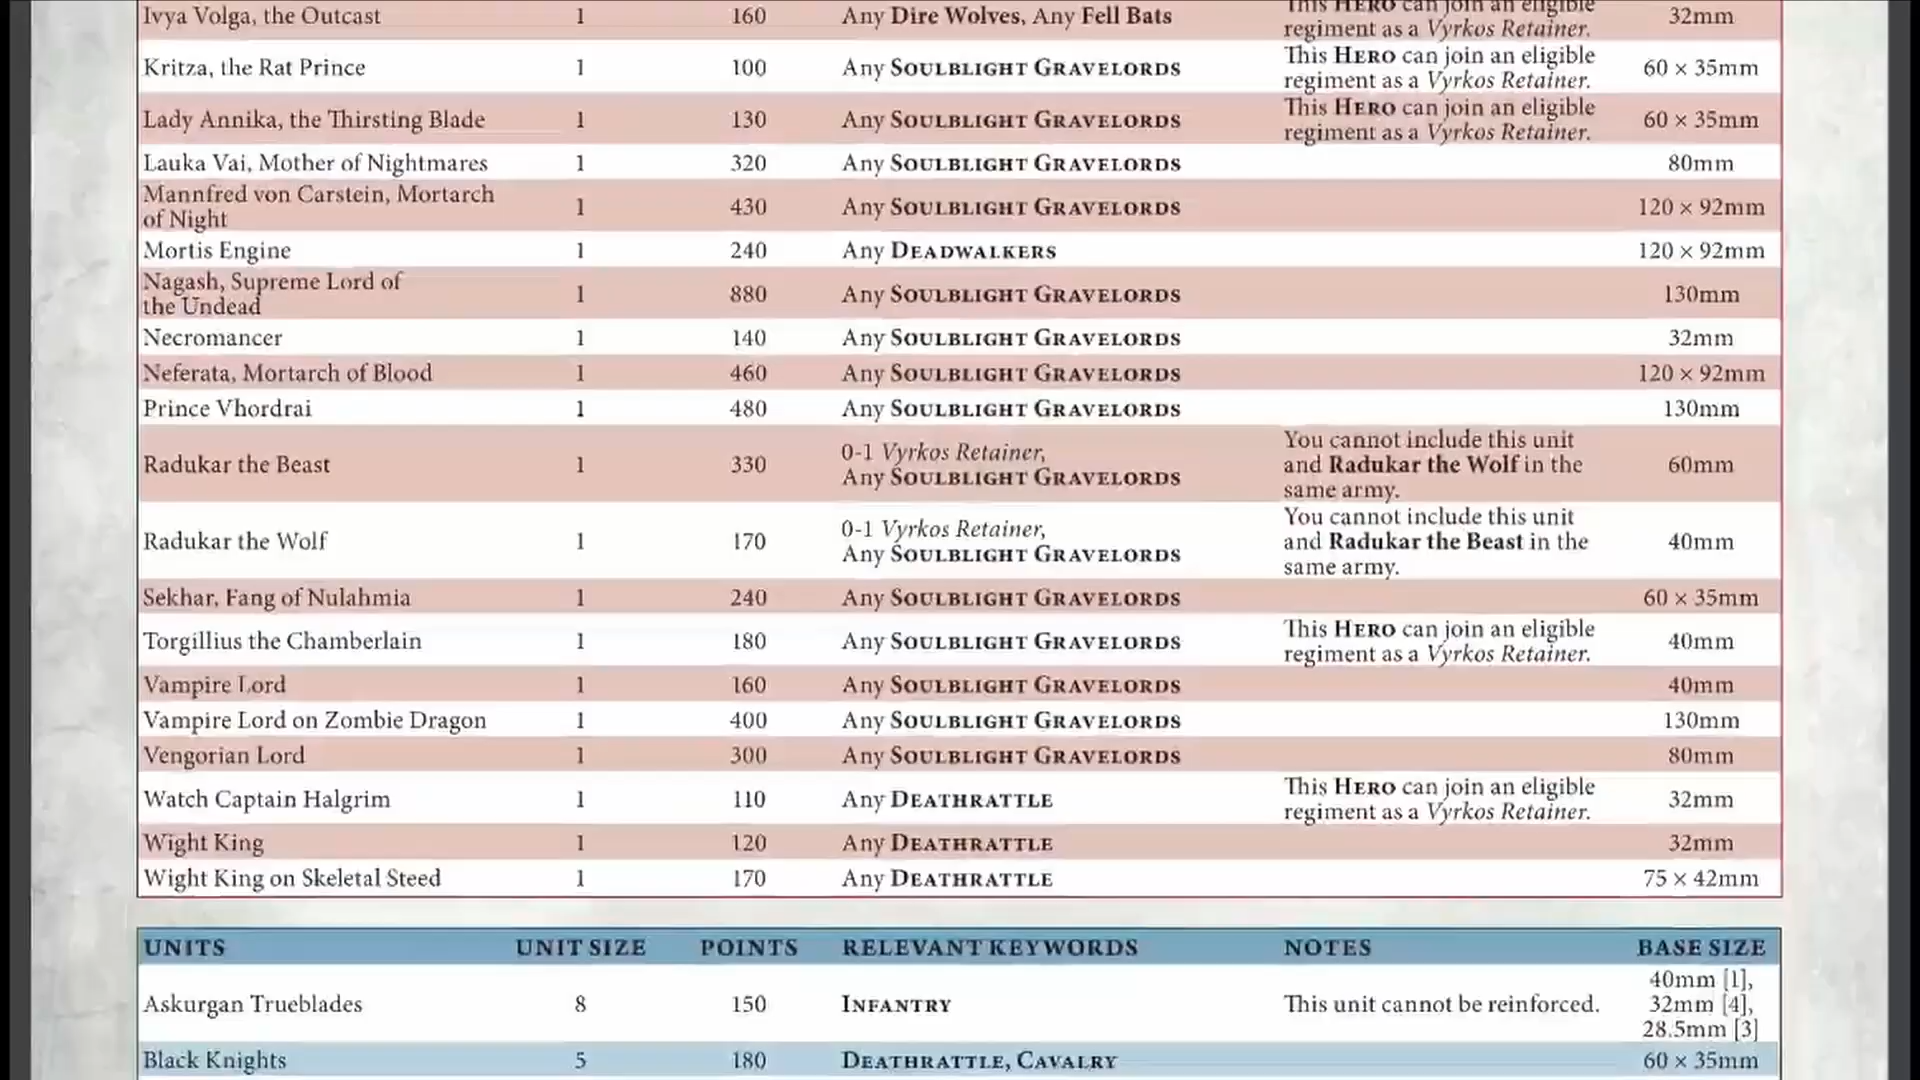 Ivya Volga, the Outcast 1 160 Any Dire Wolves, Any Fell Bats This HERO can join an eligible regiment as a Vyrkos Retainer. 32mm
Kritza, the Rat Prince 1 100 Any SOULBLIGHT GRAVELORDS This HERO can join an eligible regiment as a Vyrkos Retainer. 60 × 35mm
Lady Annika, the Thirsting Blade 1 130 Any SOULBLIGHT GRAVELORDS This HERO can join an eligible regiment as a Vyrkos Retainer. 60 × 35mm
Lauka Vai, Mother of Nightmares 1 320 Any SOULBLIGHT GRAVELORDS 80mm
Mannfred von Carstein, Mortarch of Night 1 430 Any SOULBLIGHT GRAVELORDS 120 × 92mm
Mortis Engine 1 240 Any DEADWALKERS 120 × 92mm
Nagash, Supreme Lord of the Undead 1 880 Any SOULBLIGHT GRAVELORDS 130mm
Necromancer 1 140 Any SOULBLIGHT GRAVELORDS 32mm
Neferata, Mortarch of Blood 1 460 Any SOULBLIGHT GRAVELORDS 120 × 92mm
Prince Vhordrai 1 480 Any SOULBLIGHT GRAVELORDS 130mm
Radukar the Beast 1 330 0-1 Vyrkos Retainer, Any SOULBLIGHT GRAVELORDS You cannot include this unit and Radukar the Wolf in the same army. 60mm
Radukar the Wolf 1 170 0-1 Vyrkos Retainer, Any SOULBLIGHT GRAVELORDS You cannot include this unit and Radukar the Beast in the same army. 40mm
Sekhar, Fang of Nulahmia 1 240 Any SOULBLIGHT GRAVELORDS 60 × 35mm
Torgillius the Chamberlain 1 180 Any SOULBLIGHT GRAVELORDS This HERO can join an eligible regiment as a Vyrkos Retainer. 40mm
Vampire Lord 1 160 Any SOULBLIGHT GRAVELORDS 40mm
Vampire Lord on Zombie Dragon 1 400 Any SOULBLIGHT GRAVELORDS 130mm
Vengorian Lord 1 300 Any SOULBLIGHT GRAVELORDS 80mm
Watch Captain Halgrim 1 110 Any DEATHRATTLE This HERO can join an eligible regiment as a Vyrkos Retainer. 32mm
Wight King 1 120 Any DEATHRATTLE 32mm
Wight King on Skeletal Steed 1 170 Any DEATHRATTLE 75 × 42mm
UNITS UNIT SIZE POINTS RELEVANT KEYWORDS NOTES BASE SIZE
Askurgan Trueblades 8 150 INFANTRY This unit cannot be reinforced. 40mm [1], 32mm [4], 28.5mm [3]
Black Knights 5 180 DEATHRATTLE, CAVALRY 60 × 35mm